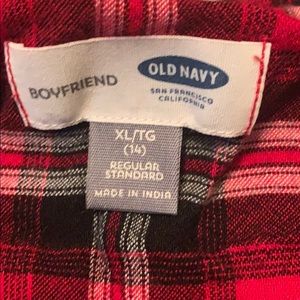 BOYFRIEND
OLD NAVY
SAN FRANCISCO
CALIFORNIA
XL/TG
(14)
REGULAR
STANDARD
MADE IN INDIA